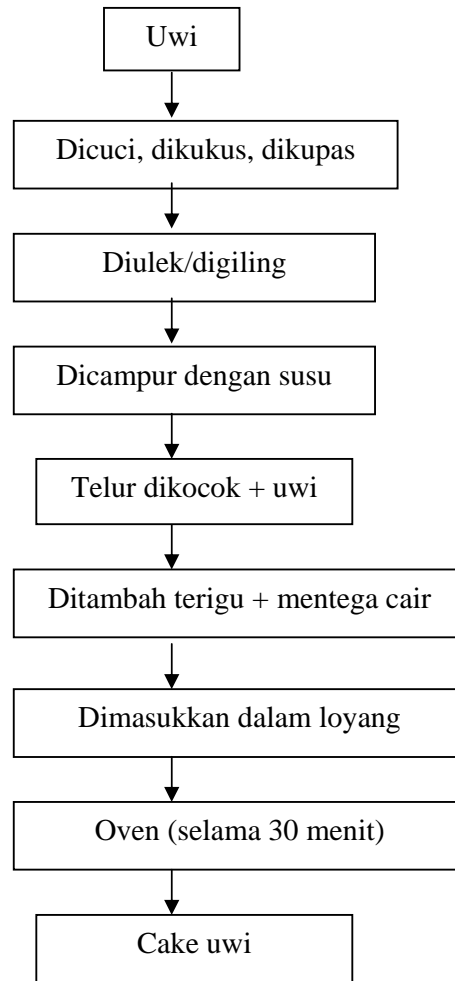 Uwi
Dicuci, dikukus, dikupas
Diulek/digiling
Dicampur dengan susu
Telur dikocok + uwi
Ditambah terigu + mentega cair
Dimasukkan dalam loyang
Oven (selama 30 menit)
Cake uwi